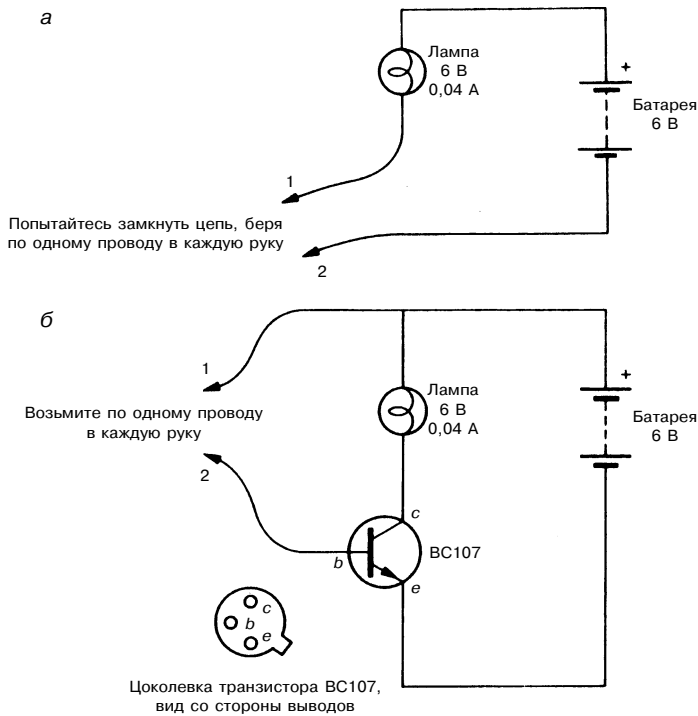 а
Лампа
6 В
0,04 А
+
Батарея
6 В
1
Попытайтесь замкнуть цепь, беря
по одному проводу в каждую руку
2
б
1
Возьмите по одному проводу
в каждую руку
2
Лампа
6 В
0,04 А
+
Батарея
6 В
c
b
e
BC107
c
b
e
Цоколевка транзистора BC107,
вид со стороны выводов